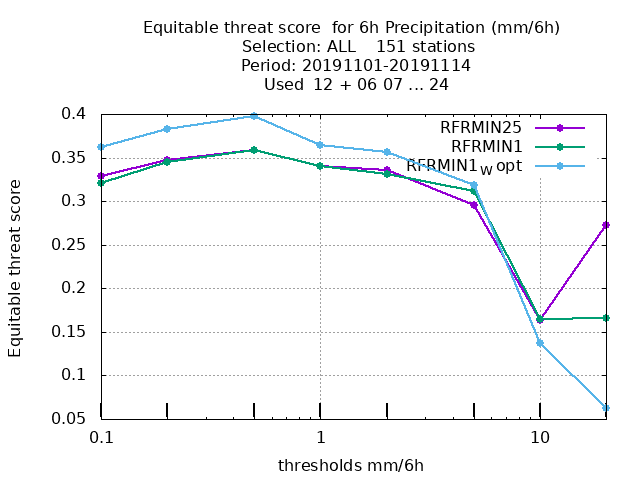 Equitable threat score  for 6h Precipitation (mm/6h)
Selection: ALL    151 stations
Period: 20191101-20191114
Used  12 + 06 07 ... 24
RFRMIN25
RFRMIN1
RFRMIN1W opt
0.4
0.35
0.3
0.25
0.2
0.15
0.1
0.05
Equitable threat score
0.1 1 10
thresholds mm/6h